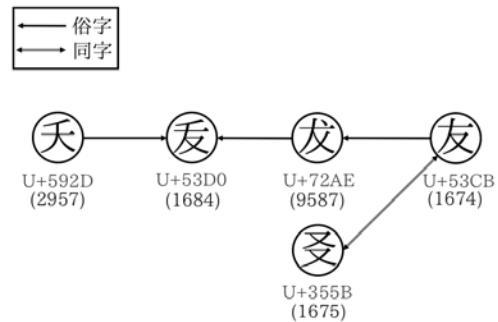 俗字
同字
夭 叐 犮 友
U+592D U+53D0 U+72AE U+53CB
(2957) (1684) (9587) (1674)
㕛
U+355B
(1675)